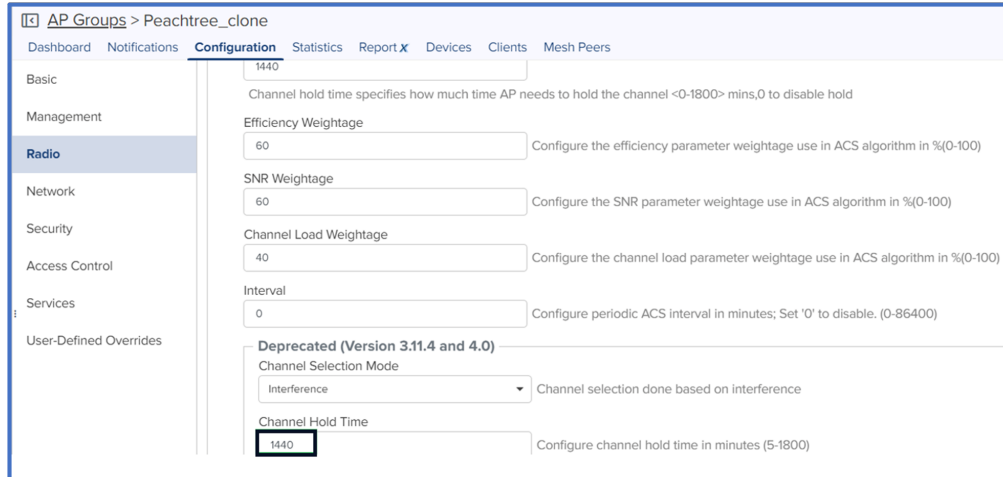 AP Groups > Peachtree_clone
Dashboard Notifications Configuration Statistics Report X Devices Clients Mesh Peers
Basic
Management
Radio
Network
Security
Access Control
Services
User-Defined Overrides
1440
Channel hold time specifies how much time AP needs to hold the channel <0-1800> mins,0 to disable hold
Efficiency Weightage
60 Configure the efficiency parameter weightage use in ACS algorithm in %(0-100)
SNR Weightage
60 Configure the SNR parameter weightage use in ACS algorithm in %(0-100)
Channel Load Weightage
40 Configure the channel load parameter weightage use in ACS algorithm in %(0-100)
Interval
0 Configure periodic ACS interval in minutes; Set '0' to disable. (0-86400)
Deprecated (Version 3.11.4 and 4.0)
Channel Selection Mode
Interference Channel selection done based on interference
Channel Hold Time
1440 Configure channel hold time in minutes (5-1800)